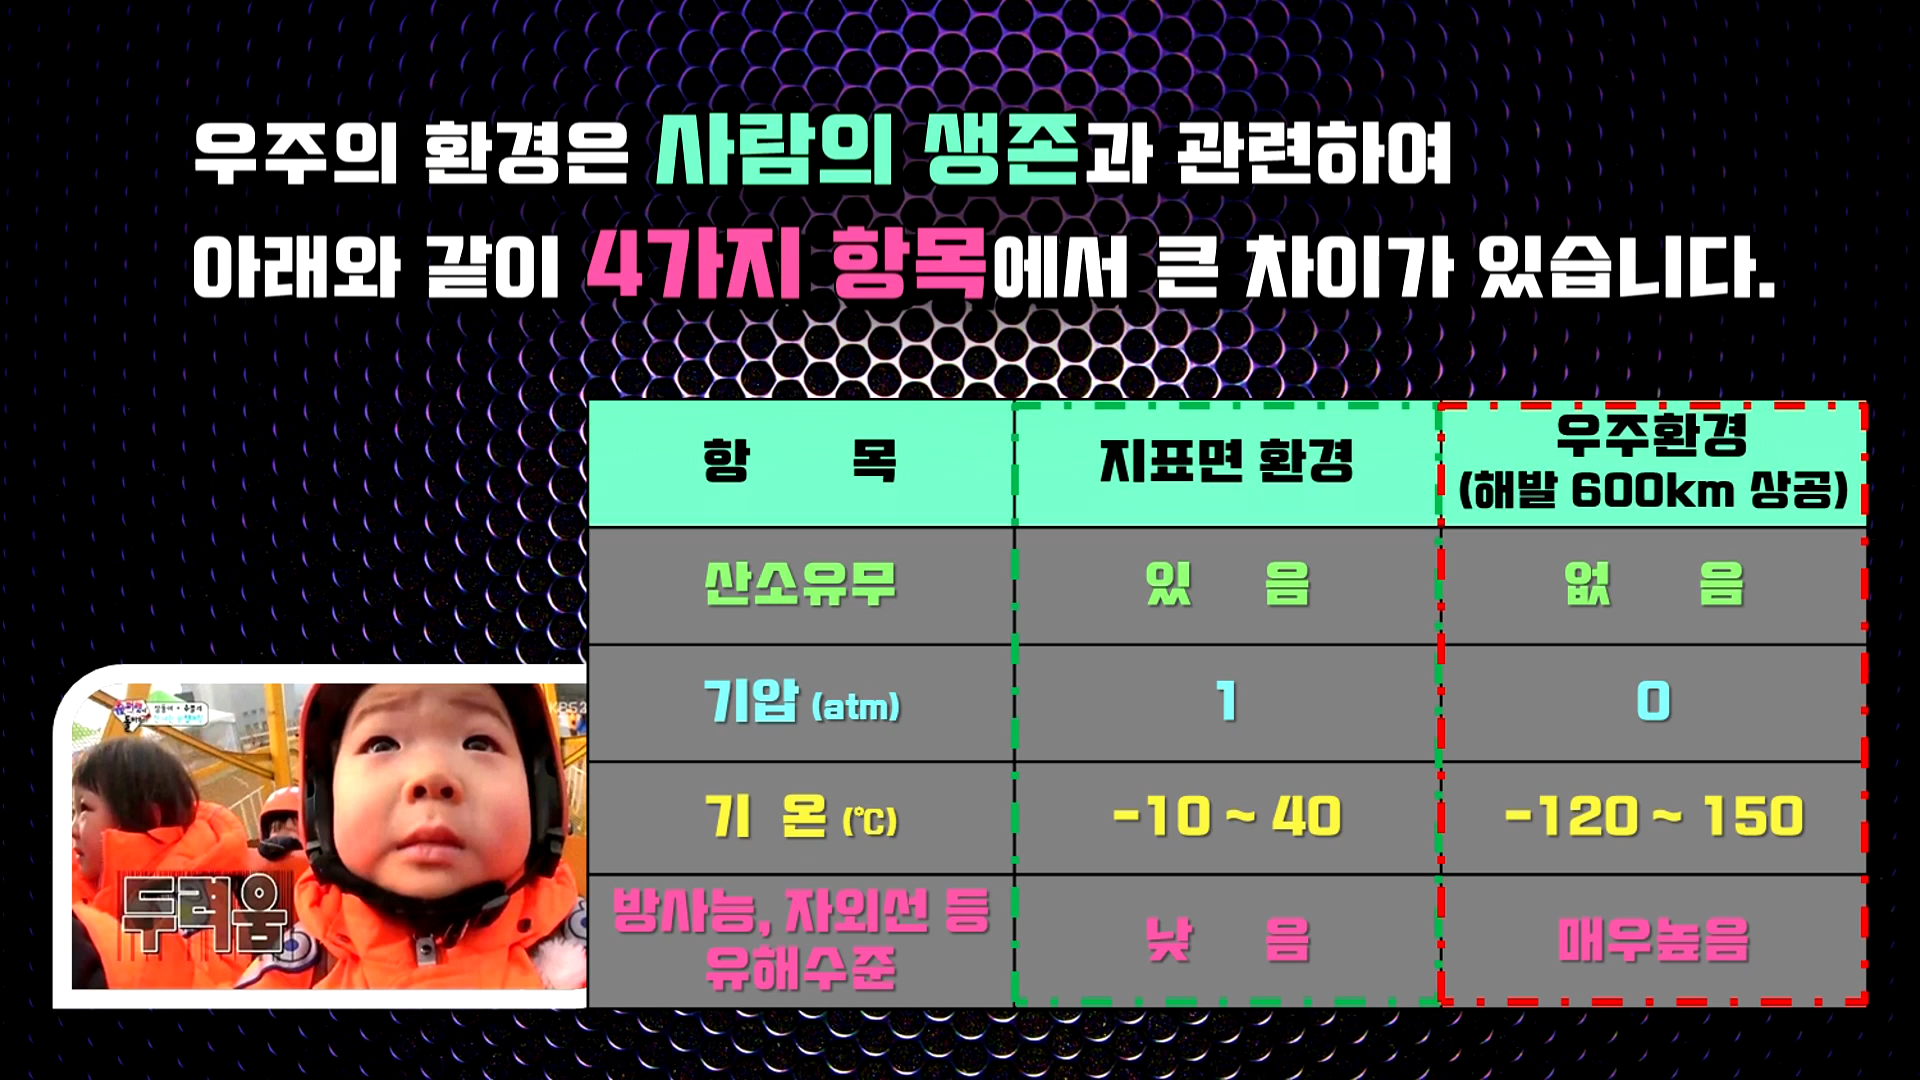 우주의 환경은 사람의 생존과 관련하여
아래와 같이 4가지 항목에서 큰 차이가 있습니다.
항 목 지표면 환경 우주환경
(해발 600km 상공)
산소유무 있 음 없 음
기압 (atm) 1 0
기 온 (℃) -10 ~ 40 -120 ~ 150
방사능, 자외선 등
유해수준 낮 음 매우높음
KBS2
두려움